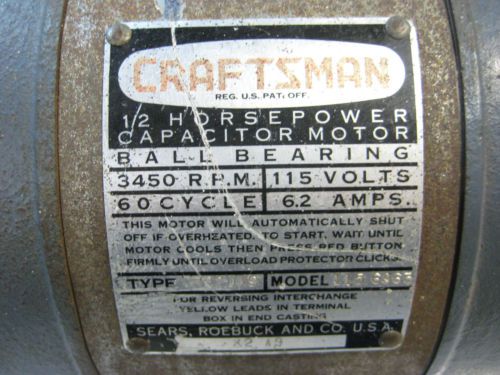 CRAFTSMAN
REG. U.S. PAT. OFF.
1/2 HORSEPOWER
CAPACITOR MOTOR
BALL BEARING
3450 R.P.M. 115 VOLTS
60 CYCLE 6.2 AMPS.
THIS MOTOR WILL AUTOMATICALLY SHUT
OFF IF OVERHEATED. TO START, WAIT UNTIL
MOTOR COOLS THEN PRESS RED BUTTON
FIRMLY UNTIL OVERLOAD PROTECTOR CLICKS.
TYPE MODEL
FOR REVERSING INTERCHANGE
YELLOW LEADS IN TERMINAL
BOX IN END CASTING
SEARS, ROEBUCK AND CO. U.S.A.